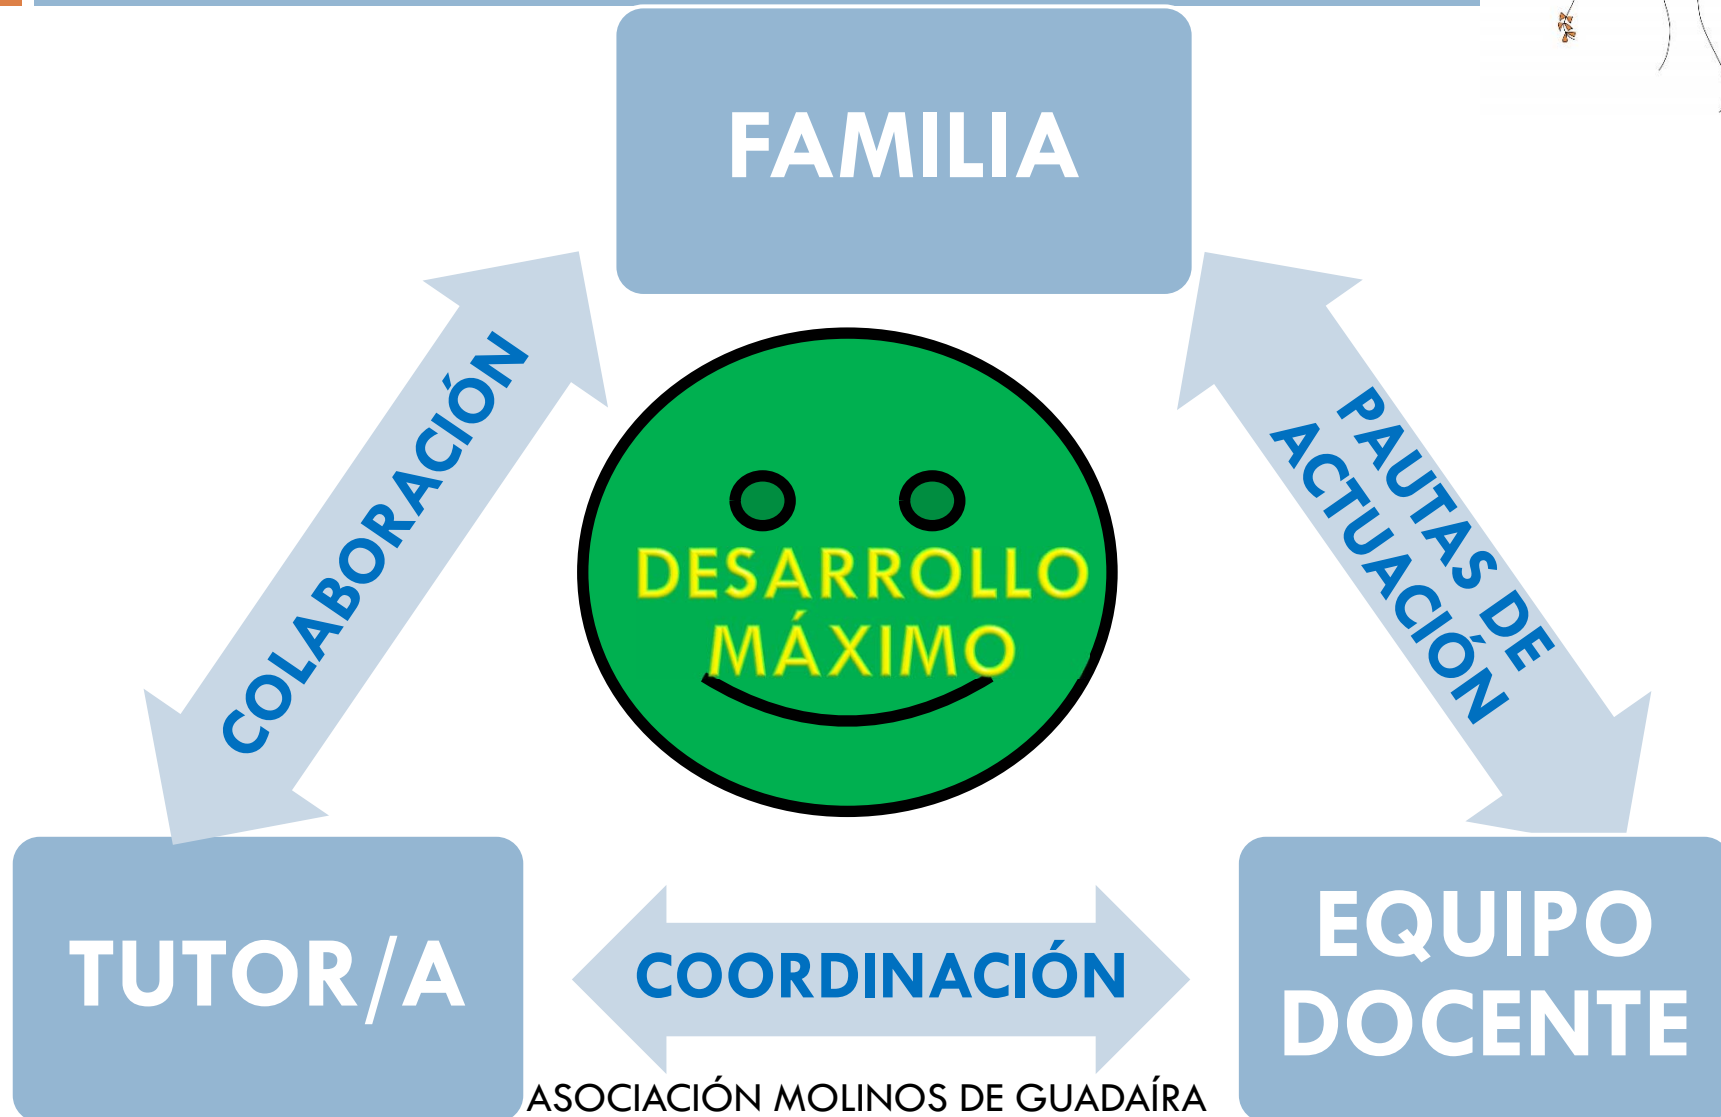 FAMILIA
COLABORACIÓN
PAUTAS DE
ACTUACIÓN
DESARROLLO
MÁXIMO
TUTOR/A
COORDINACIÓN
EQUIPO
DOCENTE
ASOCIACIÓN MOLINOS DE GUADAÍRA